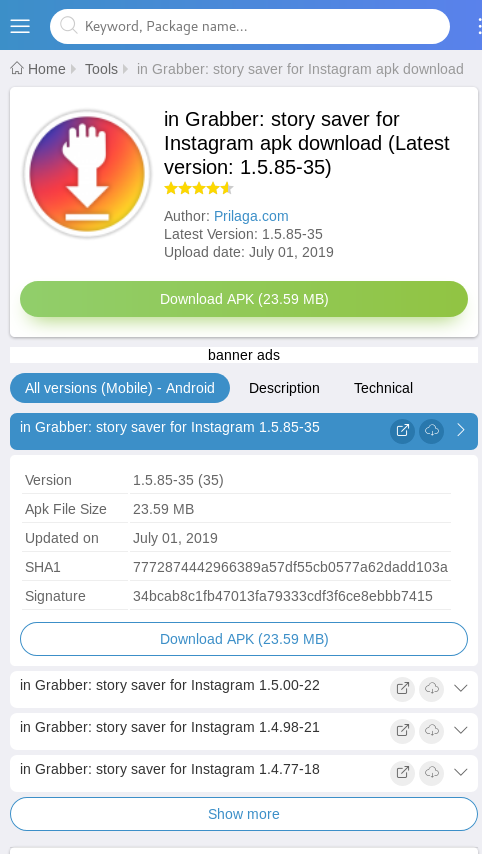 Keyword, Package name...
Home Tools in Grabber: story saver for Instagram apk download
in Grabber: story saver for
Instagram apk download (Latest
version: 1.5.85-35)
Author: Prilaga.com
Latest Version: 1.5.85-35
Upload date: July 01, 2019
Download APK (23.59 MB)
banner ads
All versions (Mobile) - Android Description Technical
in Grabber: story saver for Instagram 1.5.85-35
Version 1.5.85-35 (35)
Apk File Size 23.59 MB
Updated on July 01, 2019
SHA1 7772874442966389a57df55cb0577a62dadd103a
Signature 34bcab8c1fb47013fa79333cdf3f6ce8ebbb7415
Download APK (23.59 MB)
in Grabber: story saver for Instagram 1.5.00-22
in Grabber: story saver for Instagram 1.4.98-21
in Grabber: story saver for Instagram 1.4.77-18
Show more